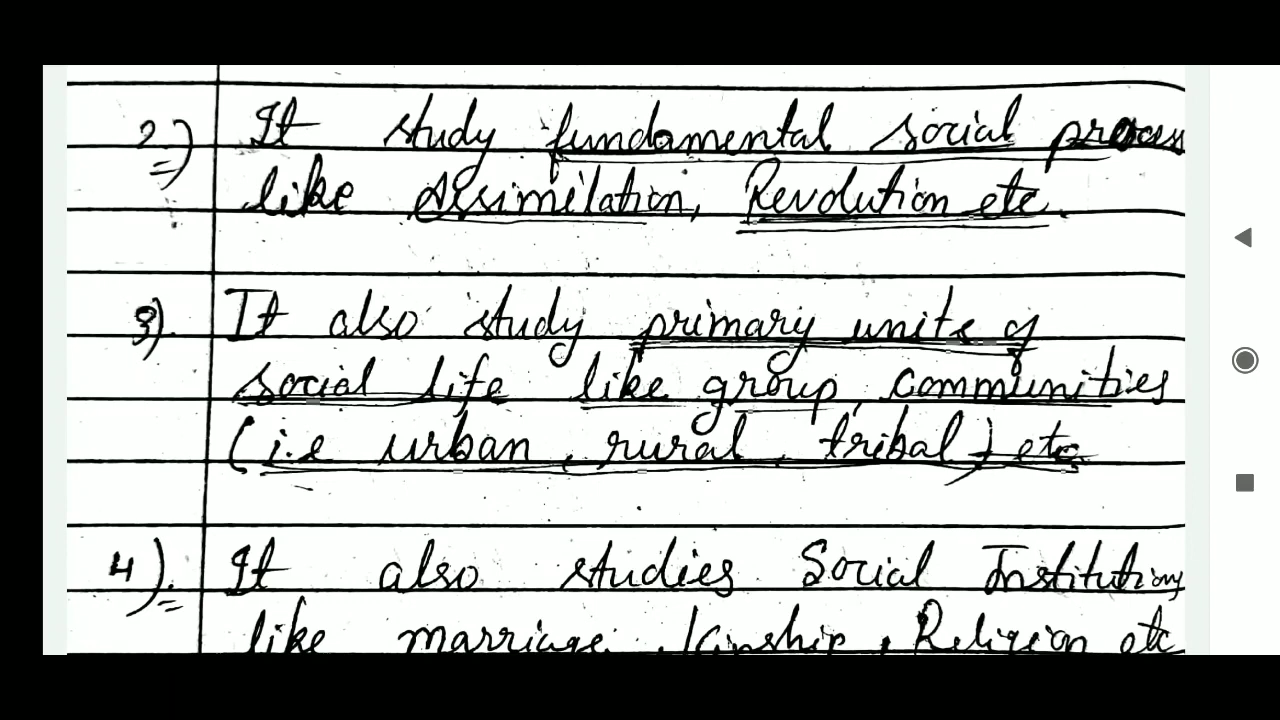 2.) It study fundamental social process
like Assimilation, Revolution etc.
3). It also study primary units of
social life like group, communities
(i.e urban, rural, tribal) etc.
4). It also studies Social Institutions
like marriage, Kinship, Religion etc